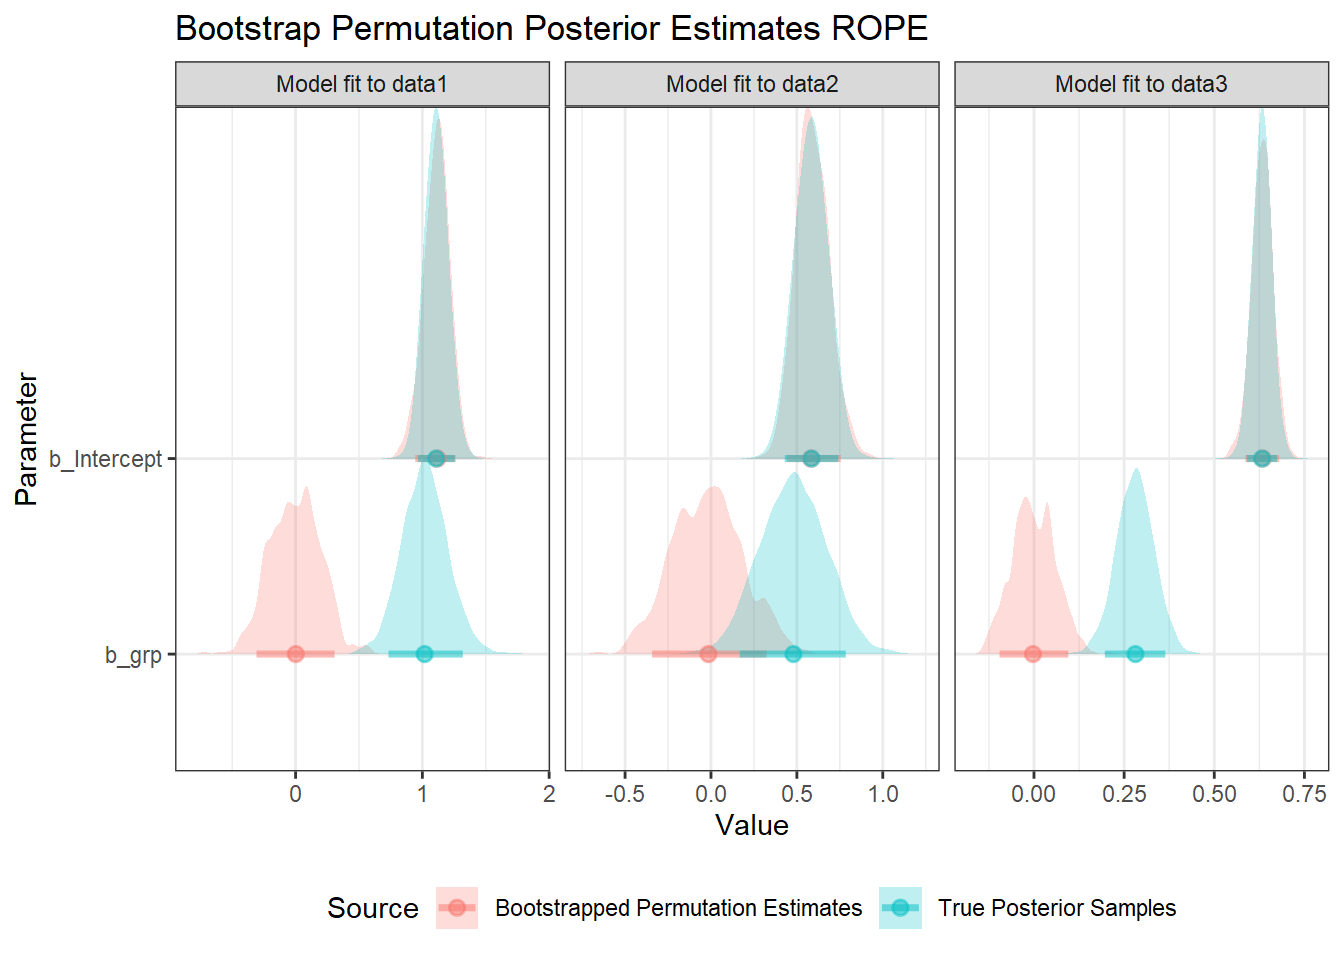 Bootstrap Permutation Posterior Estimates ROPE
Model fit to data1
Model fit to data2
Model fit to data3
Parameter
b_Intercept
b_grp
0 1 2
-0.5 0.0 0.5 1.0
0.00 0.25 0.50 0.75
Value
Source Bootstrapped Permutation Estimates True Posterior Samples